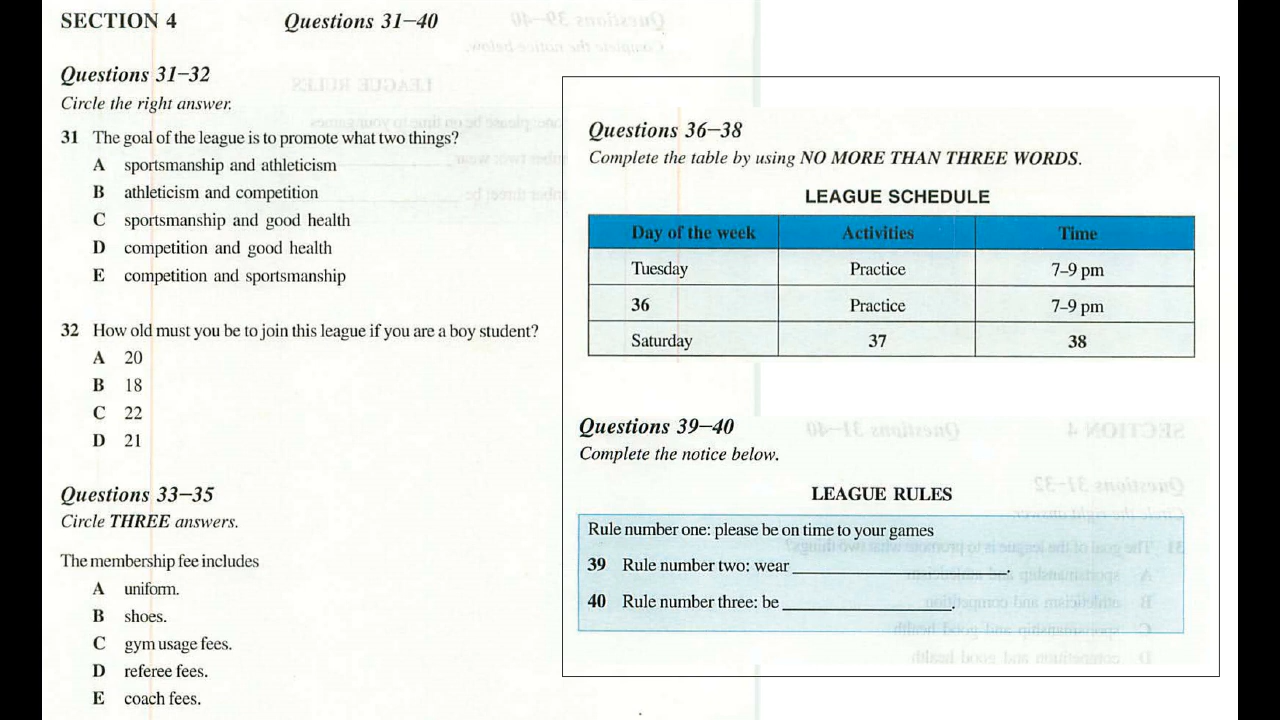 SECTION 4 Questions 31–40
Questions 31–32
Circle the right answer.
31 The goal of the league is to promote what two things?
A sportsmanship and athleticism
B athleticism and competition
C sportsmanship and good health
D competition and good health
E competition and sportsmanship
32 How old must you be to join this league if you are a boy student?
A 20
B 18
C 22
D 21
Questions 33–35
Circle THREE answers.
The membership fee includes
A uniform.
B shoes.
C gym usage fees.
D referee fees.
E coach fees.
Questions 36–38
Complete the table by using NO MORE THAN THREE WORDS.
LEAGUE SCHEDULE
Day of the week Activities Time
Tuesday Practice 7–9 pm
36 Practice 7–9 pm
Saturday 37 38
Questions 39–40
Complete the notice below.
LEAGUE RULES
Rule number one: please be on time to your games
39 Rule number two: wear ____________________.
40 Rule number three: be ____________________.